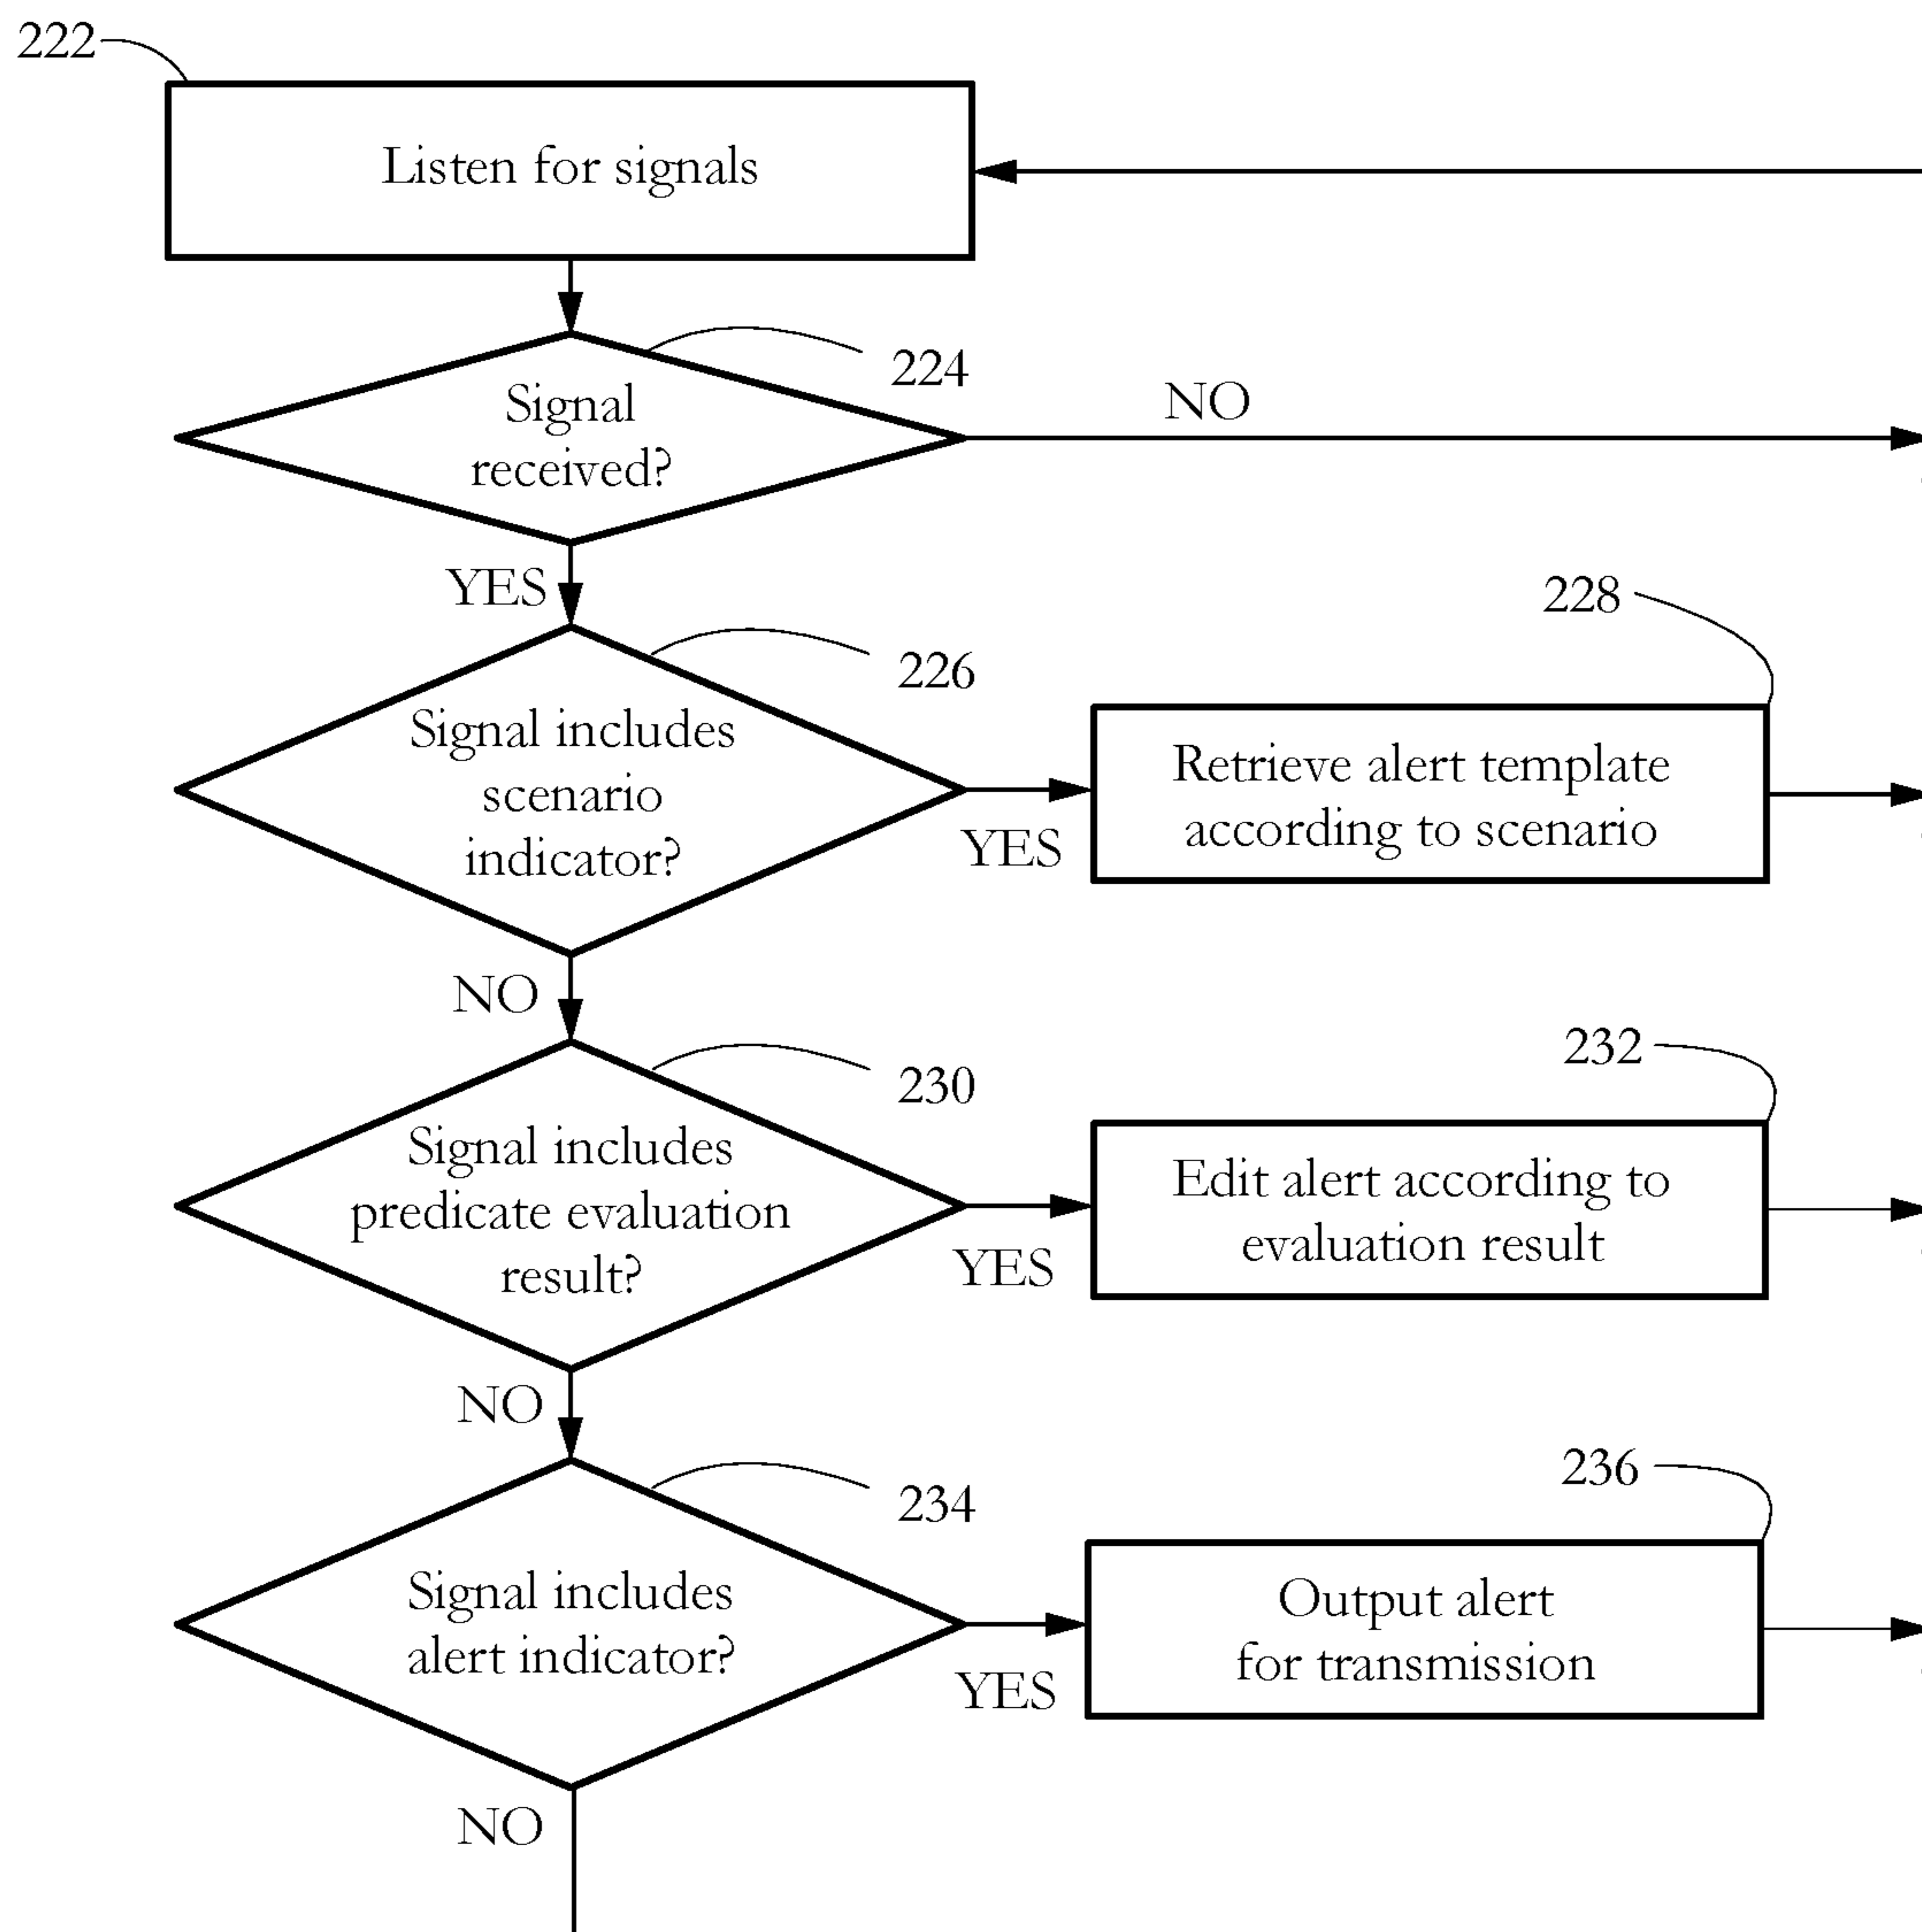 222
Listen for signals
224
Signal
received?
NO
YES
228
226
Signal includes
scenario
indicator?
YES
Retrieve alert template
according to scenario
NO
232
230
Signal includes
predicate evaluation
result?
YES
Edit alert according to
evaluation result
NO
236
234
Signal includes
alert indicator?
YES
Output alert
for transmission
NO